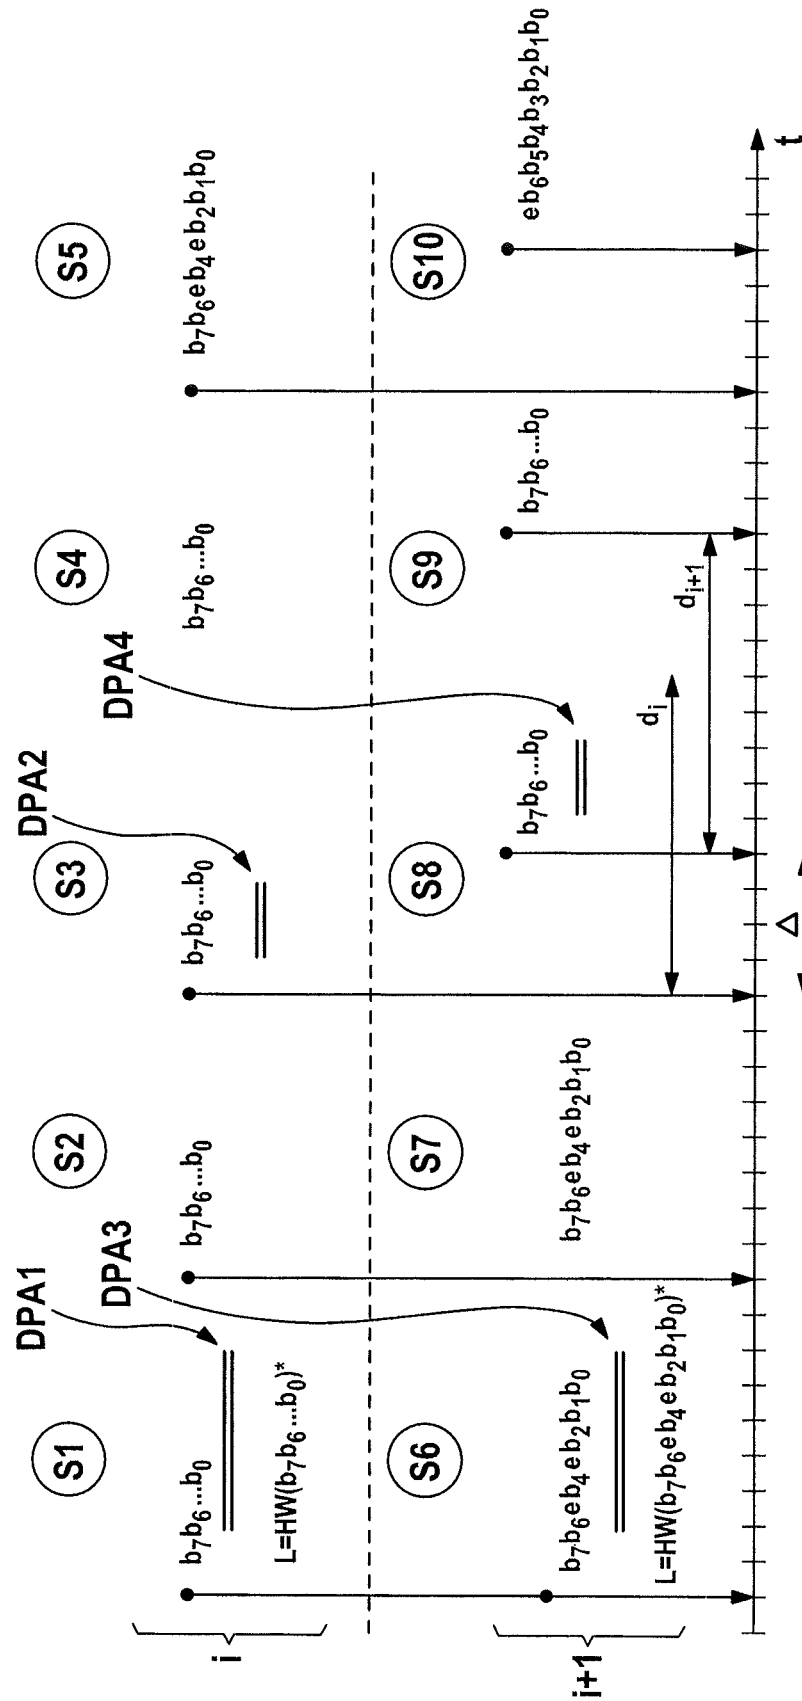 DPA1
DPA3
DPA2
DPA4
S1
S2
S3
S4
S5
i
b7b6...b0
b7b6...b0
b7b6...b0
b7b6...b0
b7b6eb4eb2b1b0
L=HW(b7b6...b0)*
S6
S7
S8
S9
S10
i+1
b7b6eb4eb2b1b0
b7b6eb4eb2b1b0
b7b6...b0
b7b6...b0
eb6b5b4b3b2b1b0
L=HW(b7b6eb4eb2b1b0)*
di
di+1
Δ
t